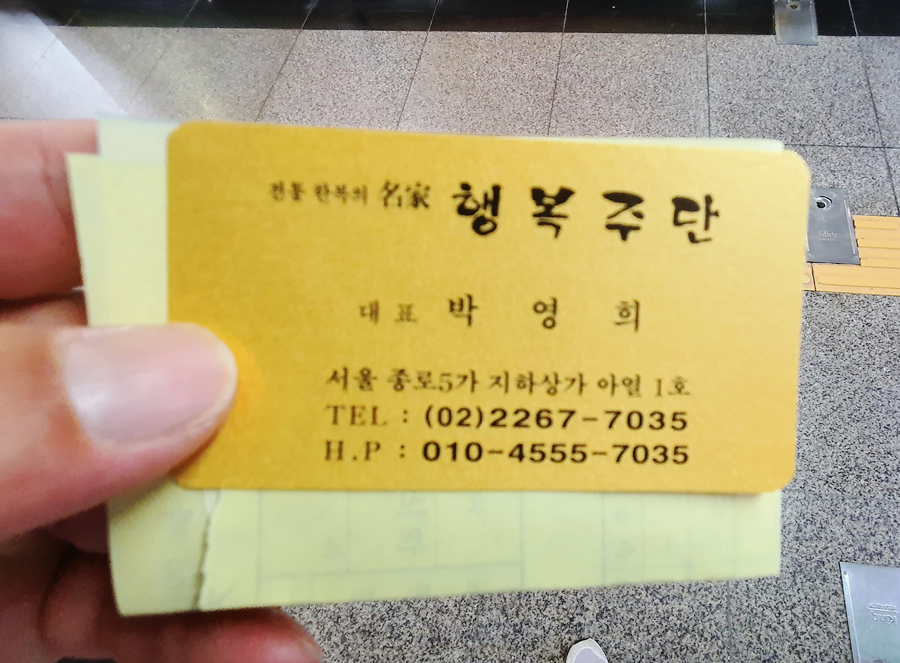 전통 한복의 名家 행복주단
대표 박 영 희
서울 종로5가 지하상가 아일 1호
TEL : (02)2267-7035
H.P : 010-4555-7035